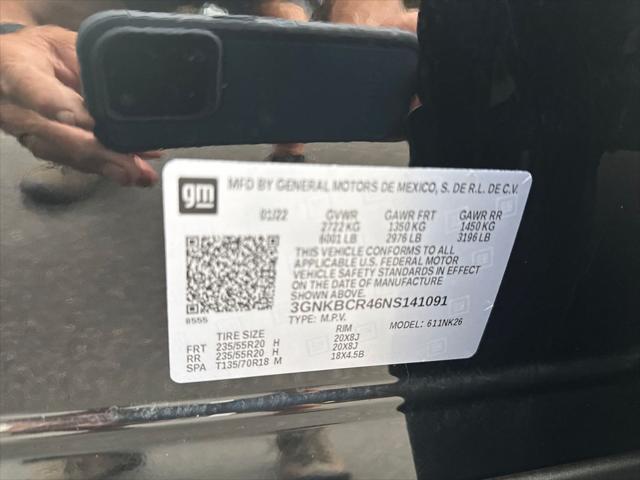 gm MFD BY GENERAL MOTORS DE MEXICO, S. DE R.L. DE C.V.
01/22 GVWR GAWR FRT GAWR RR
2722 KG 1350 KG 1450 KG
6001 LB 2976 LB 3196 LB
THIS VEHICLE CONFORMS TO ALL
APPLICABLE U.S. FEDERAL MOTOR
VEHICLE SAFETY STANDARDS IN EFFECT
ON THE DATE OF MANUFACTURE
SHOWN ABOVE.
3GNKBCR46NS141091
8555 TYPE: M.P.V. MODEL: 611NK26
TIRE SIZE RIM
FRT 235/55R20 H 20X8J
RR 235/55R20 H 20X8J
SPA T135/70R18 M 18X4.5B